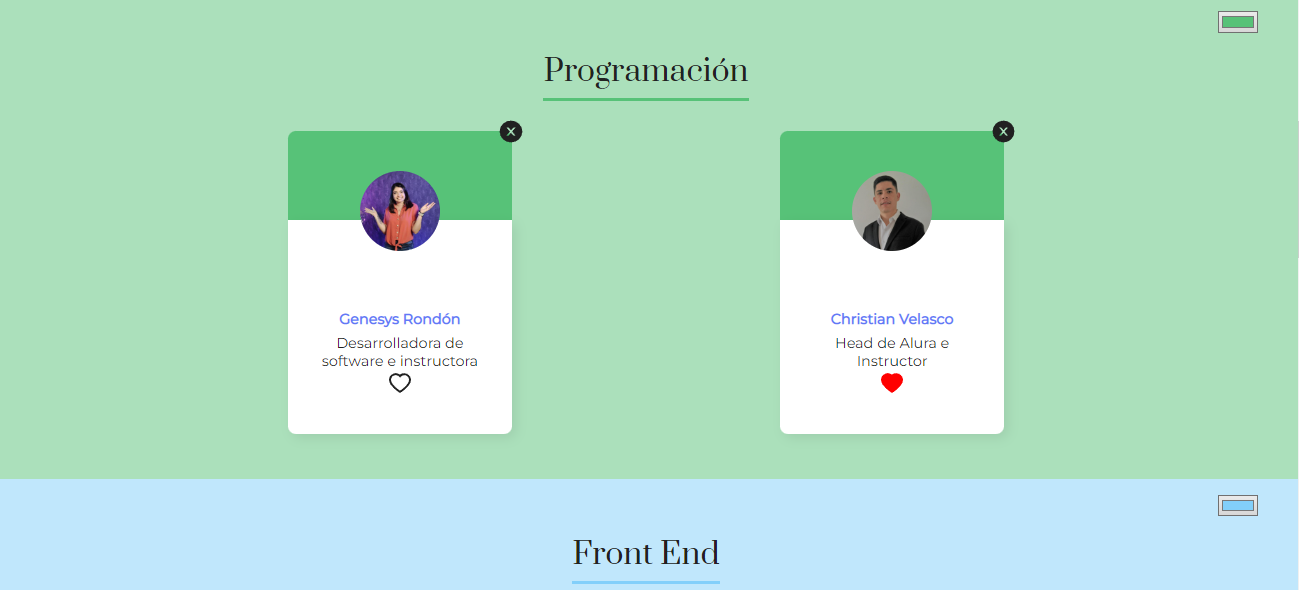 Programación
Genesys Rondón
Desarrolladora de
software e instructora
Christian Velasco
Head de Alura e
Instructor
Front End